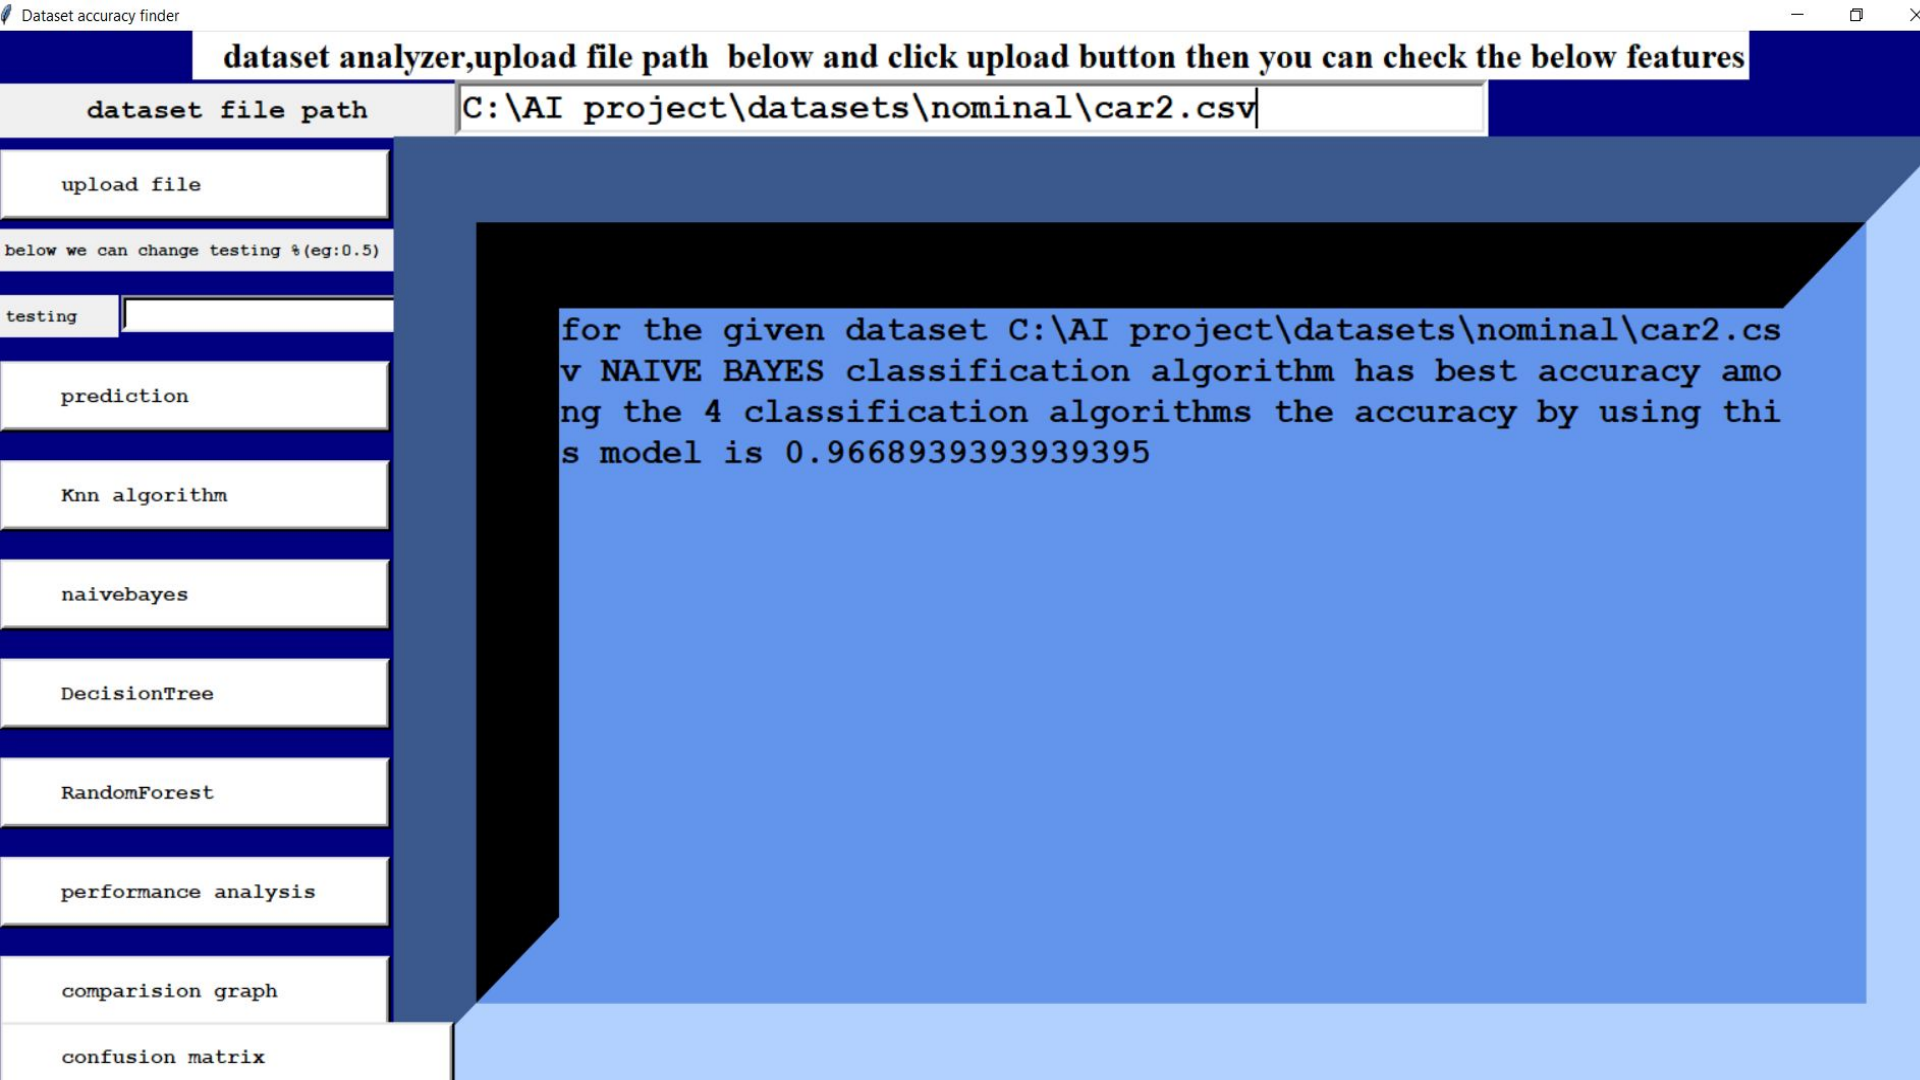 Dataset accuracy finder
dataset analyzer,upload file path  below and click upload button then you can check the below features
dataset file path
C:\AI project\datasets\nominal\car2.csv
upload file
below we can change testing %(eg:0.5)
testing
prediction
Knn algorithm
naivebayes
DecisionTree
RandomForest
performance analysis
comparision graph
confusion matrix
for the given dataset C:\AI project\datasets\nominal\car2.cs
v NAIVE BAYES classification algorithm has best accuracy amo
ng the 4 classification algorithms the accuracy by using thi
s model is 0.9668939393939395